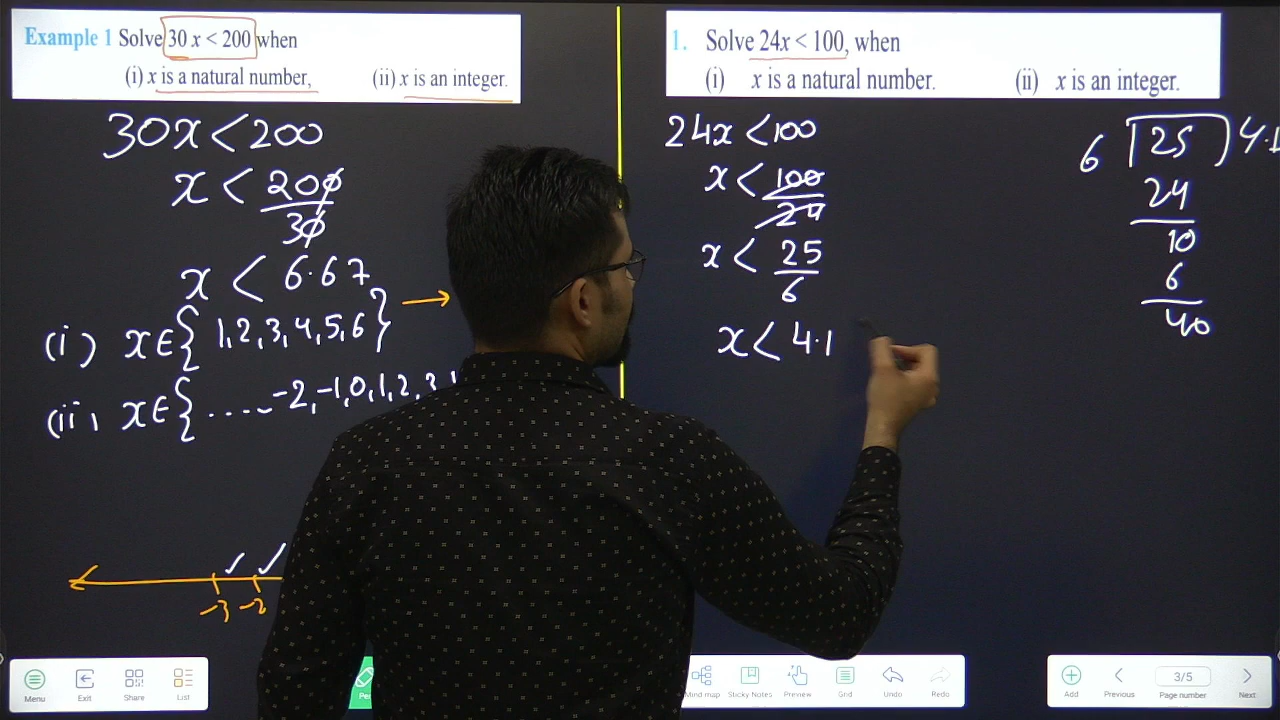 Example 1 Solve 30 x < 200 when
(i) x is a natural number,
(ii) x is an integer.
30x < 200
x < 200/30
x < 6.67
(i) x∈{1,2,3,4,5,6}
(ii) x∈{.....-2,-1,0,1,2,3
-3 -2
1. Solve 24x < 100, when
(i) x is a natural number.
(ii) x is an integer.
24x < 100
x < 100/24
x < 25/6
x < 4.1
6 25 4.1
24
10
6
40
Menu
Exit
Share
List
Mind map
Sticky Notes
Preview
Grid
Undo
Redo
Add
Previous
3/5
Page number
Next